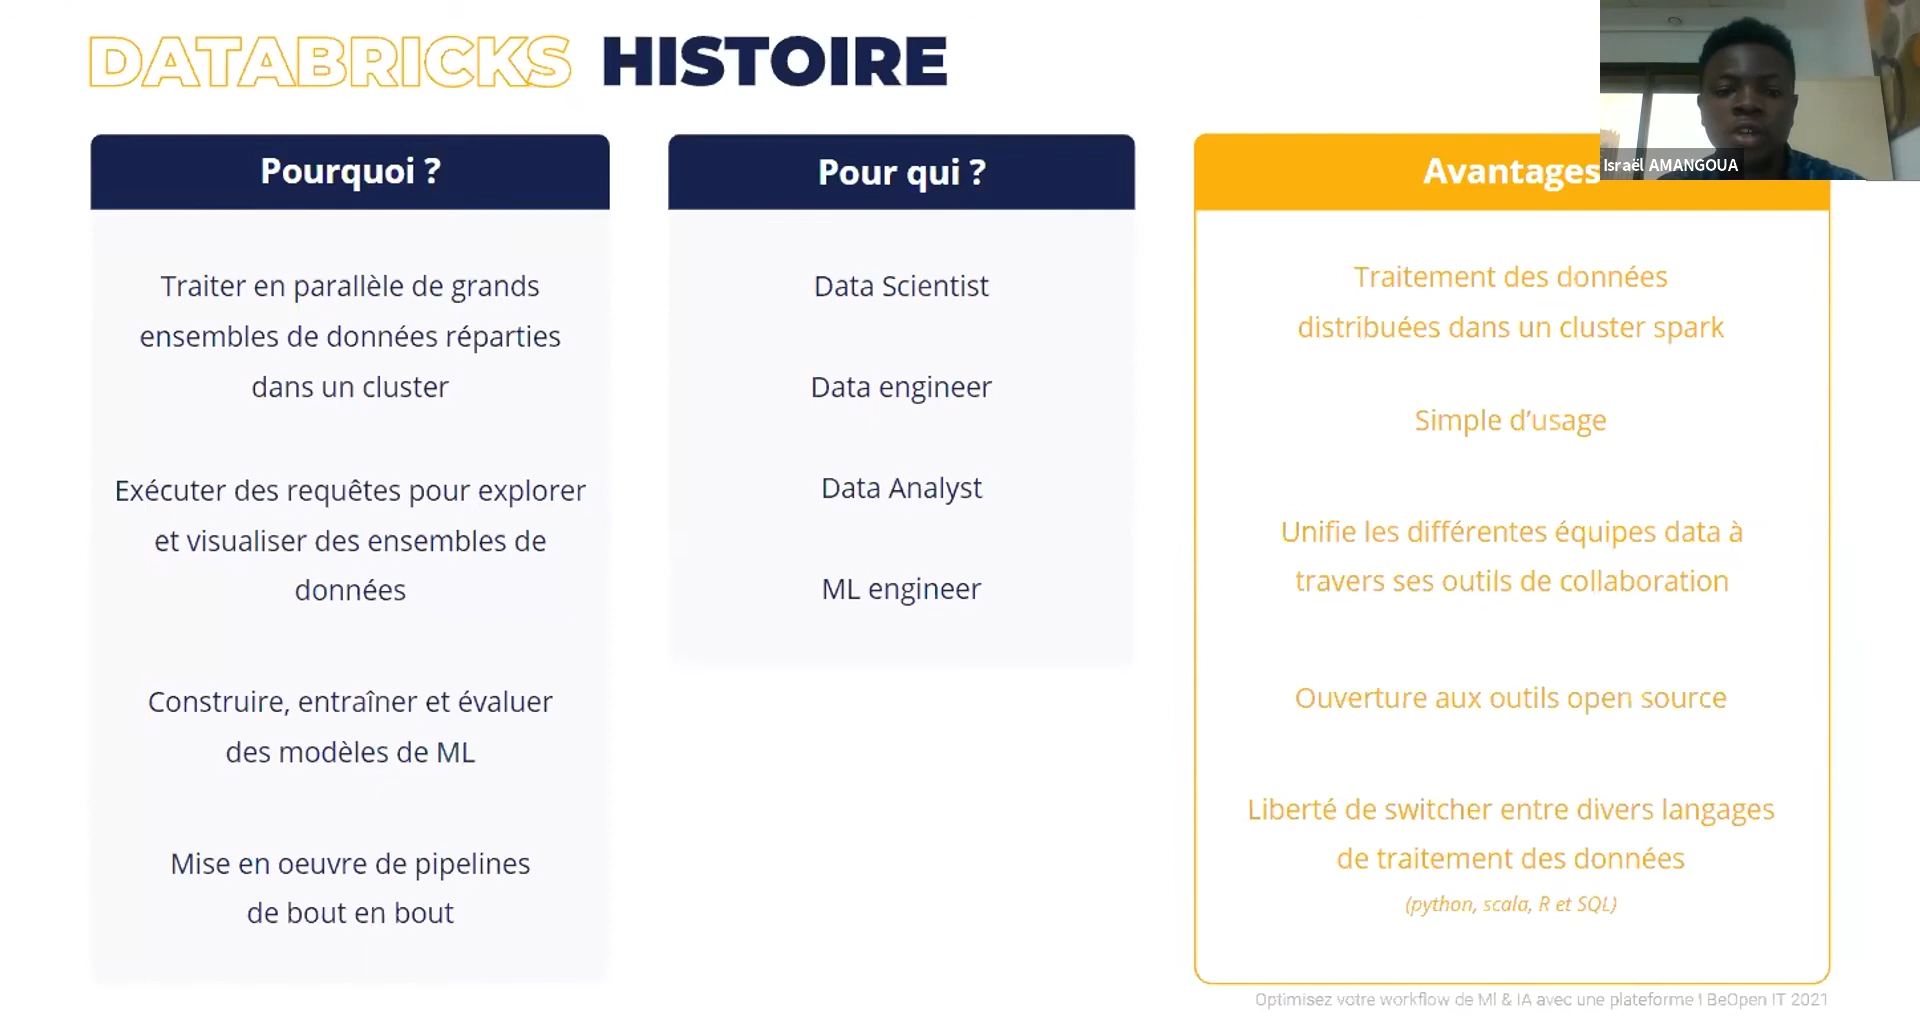 DATABRICKS HISTOIRE
Pourquoi ?
Traiter en parallèle de grands
ensembles de données réparties
dans un cluster
Exécuter des requêtes pour explorer
et visualiser des ensembles de
données
Construire, entraîner et évaluer
des modèles de ML
Mise en oeuvre de pipelines
de bout en bout
Pour qui ?
Data Scientist
Data engineer
Data Analyst
ML engineer
Avantages
Traitement des données
distribuées dans un cluster spark
Simple d’usage
Unifie les différentes équipes data à
travers ses outils de collaboration
Ouverture aux outils open source
Liberté de switcher entre divers langages
de traitement des données
(python, scala, R et SQL)
Israël AMANGOUA
Optimisez votre workflow de Ml & IA avec une plateforme ! BeOpen IT 2021